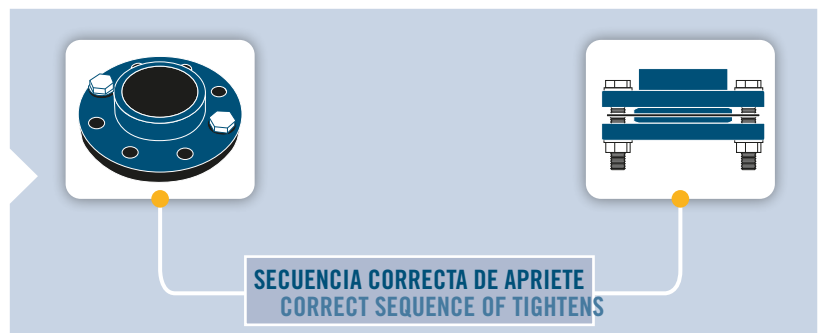 SECUENCIA CORRECTA DE APRIETE
CORRECT SEQUENCE OF TIGHTENS